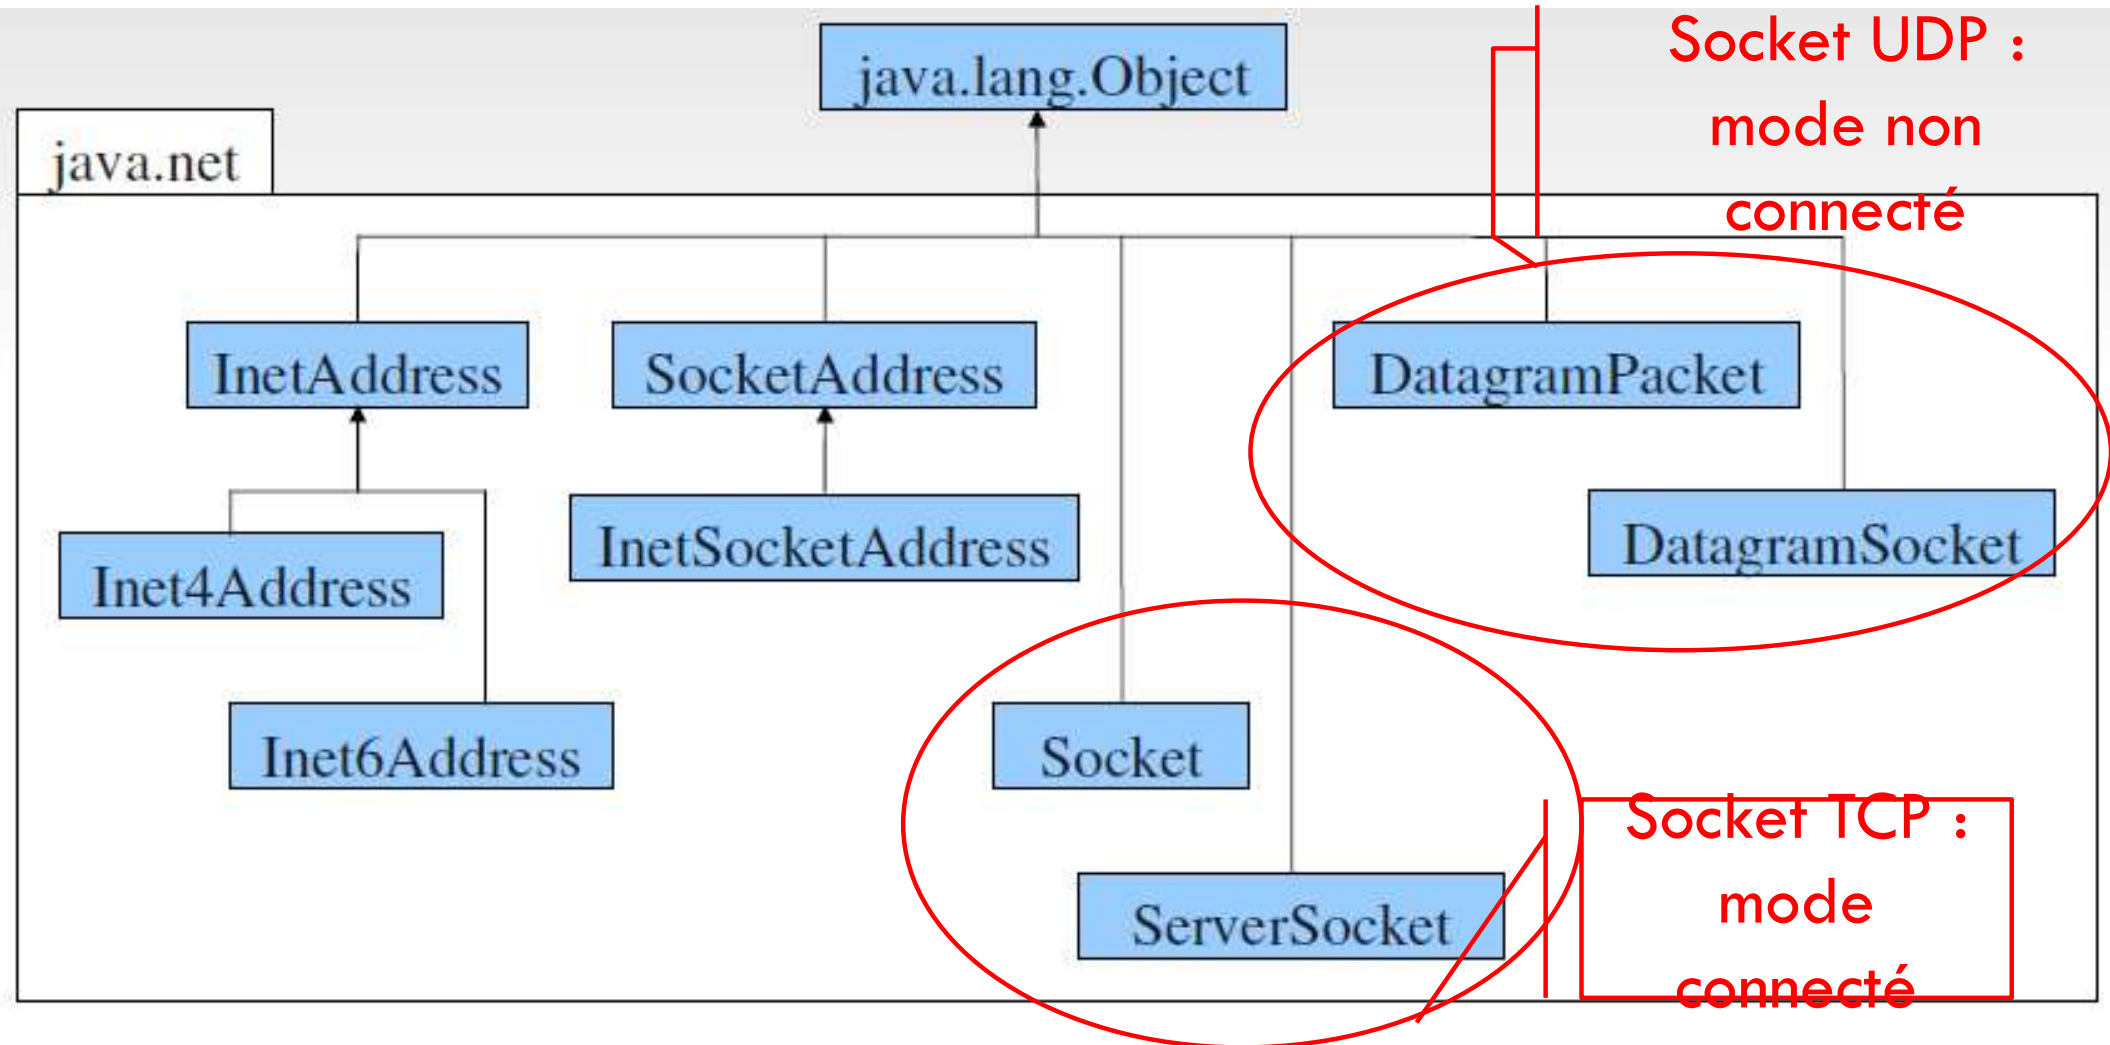 java.lang.Object
Socket UDP :
mode non
connecté
java.net
InetAddress
SocketAddress
DatagramPacket
InetSocketAddress
DatagramSocket
Inet4Address
Inet6Address
Socket
Socket TCP :
mode
connecté
ServerSocket